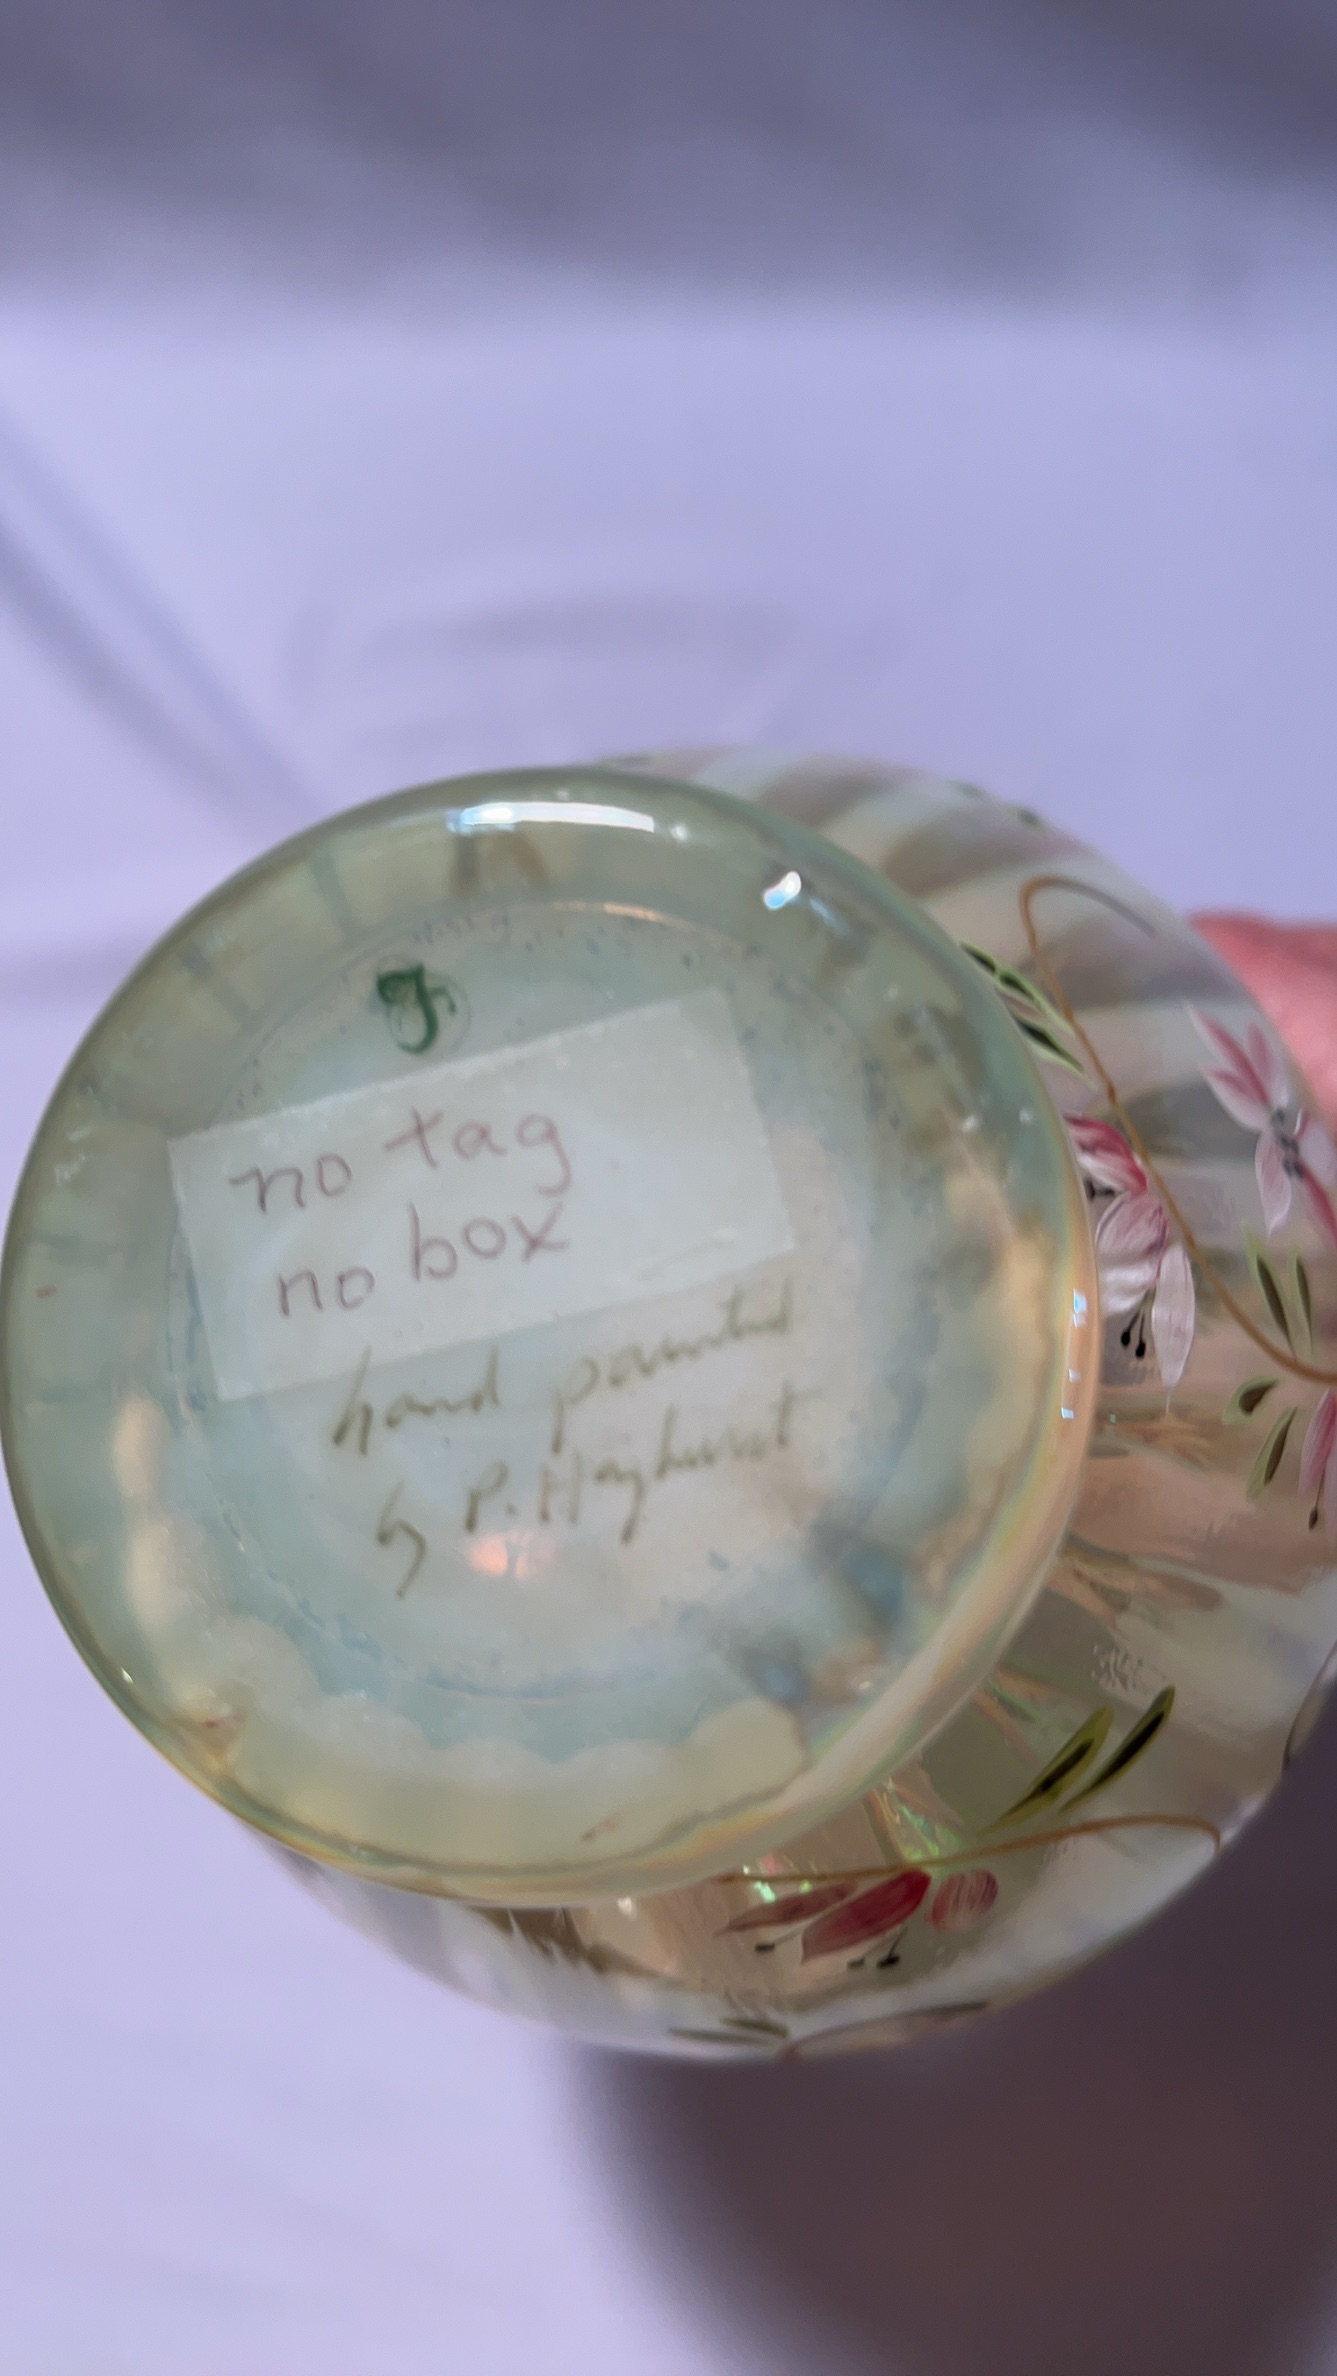 F
no tag
no box
hand painted
by P. Hayhurst